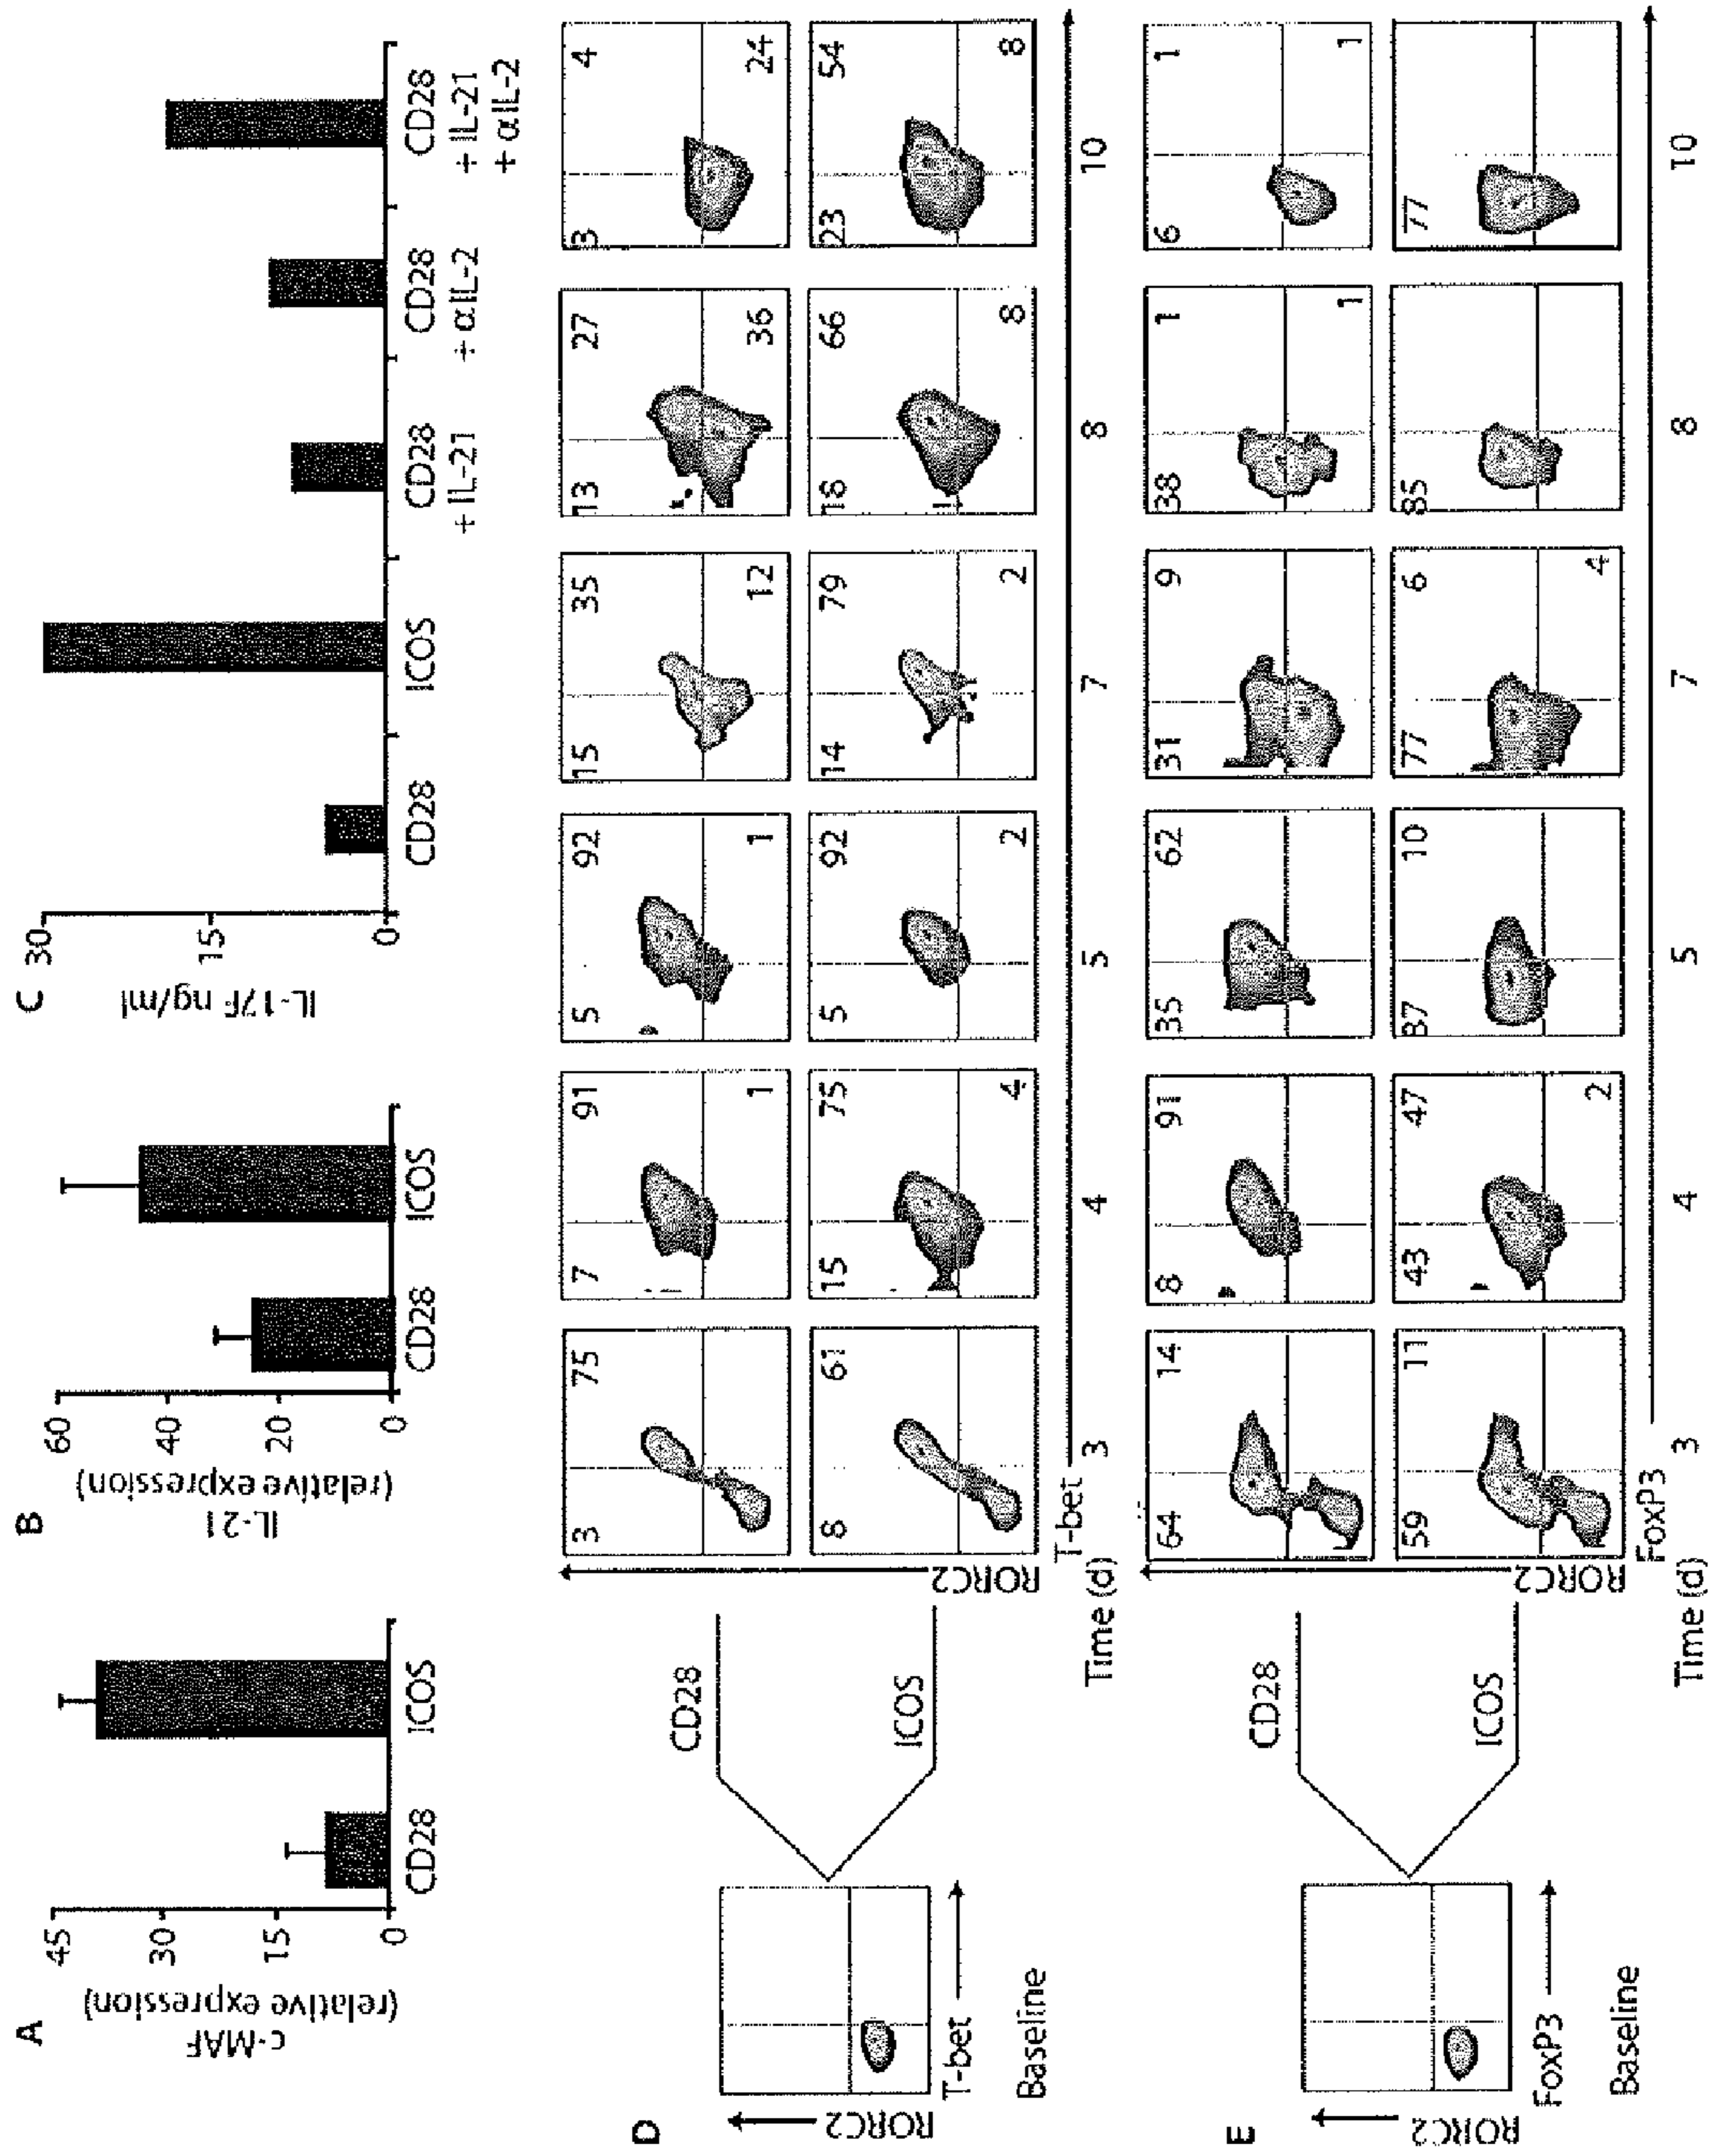 A
c-MAF
(relative expression)
45
30
15
0
CD28
ICOS
B
IL-21
(relative expression)
60
40
20
0
CD28
ICOS
C
IL-17F ng/ml
30
15
0
CD28
ICOS
CD28
+ IL-21
CD28
+ αIL-2
CD28
+ IL-21
+ αIL-2
D
RORC2
T-bet
Baseline
CD28
ICOS
RORC2
3 75
7 91
1
5 92
1
15 35
12
13 27
36
3 4
24
8 61
15 75
4
5 92
2
14 79
2
18 66
8
23 54
8
T-bet
Time (d) 3 4 5 7 8 10
E
RORC2
FoxP3
Baseline
CD28
ICOS
RORC2
64 14
8 91
35 62
31 9
38 1
1
6 1
1
59 11
43 47
2
87 10
77 6
4
85
77
FoxP3
Time (d) 3 4 5 7 8 10